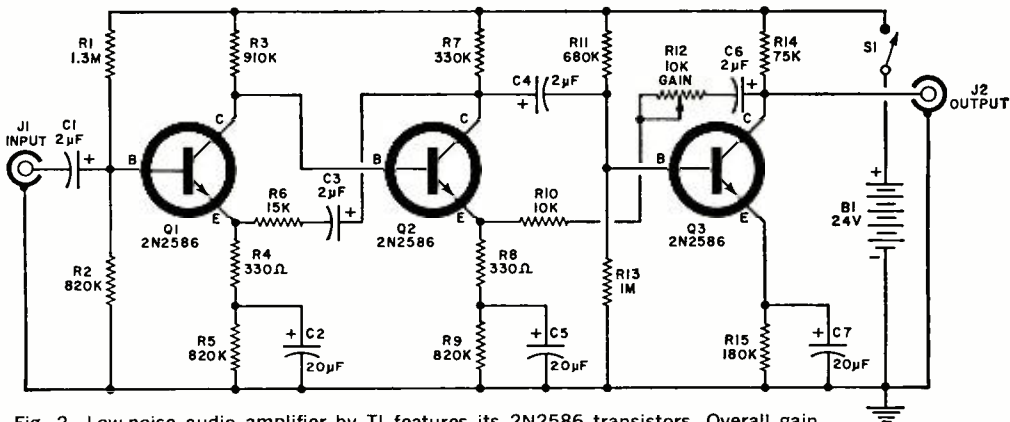 R1
1.3M
R3
910K
R7
330K
R11
680K
R12
10K
GAIN
C6
2µF
+
R14
75K
S1
C4
2µF
+
J1
INPUT
C1
2µF
+
J2
OUTPUT
B
C
E
Q1
2N2586
R6
15K
C3
2µF
+
B
C
E
Q2
2N2586
R10
10K
B
C
E
Q3
2N2586
+
B1
24V
−
R2
820K
R4
330Ω
R8
330Ω
R13
1M
R5
820K
+
C2
20µF
R9
820K
+
C5
20µF
R15
180K
+
C7
20µF
Fig. 2. Low-noise audio amplifier by TI features its 2N2586 transistors. Overall gain